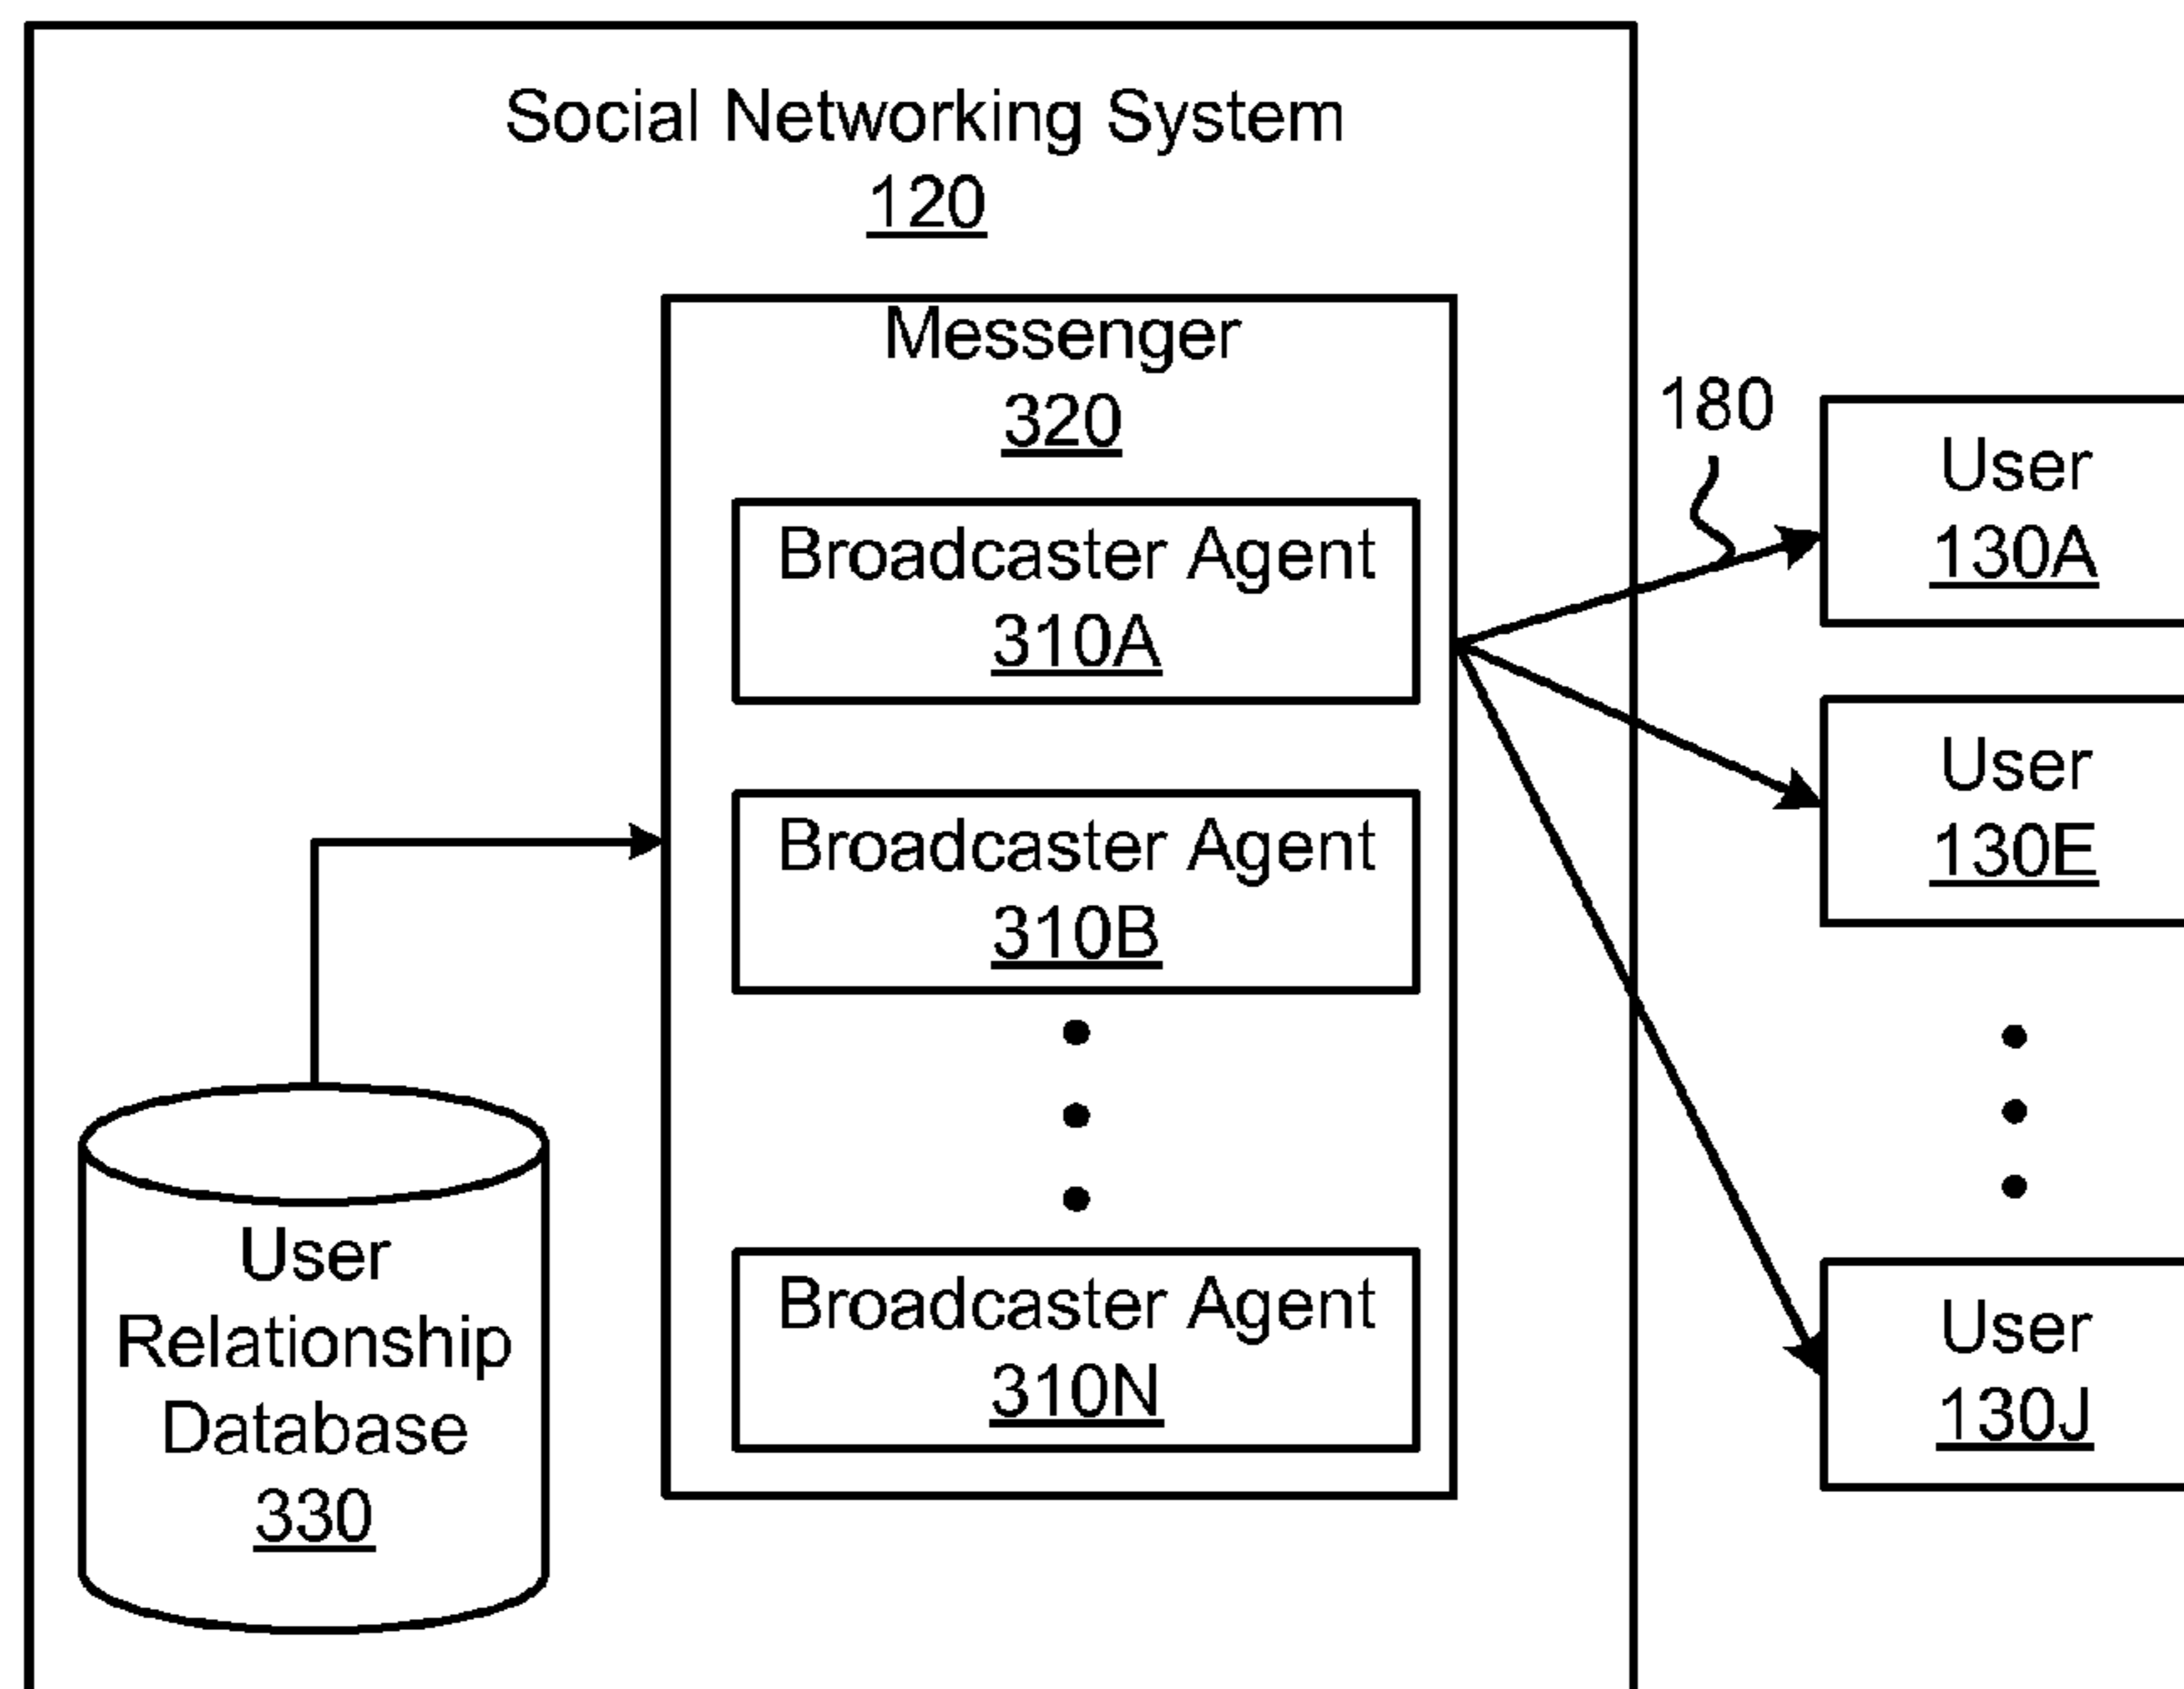 Social Networking System
120
Messenger
320
Broadcaster Agent
310A
Broadcaster Agent
310B
Broadcaster Agent
310N
User
Relationship
Database
330
180
User
130A
User
130E
User
130J